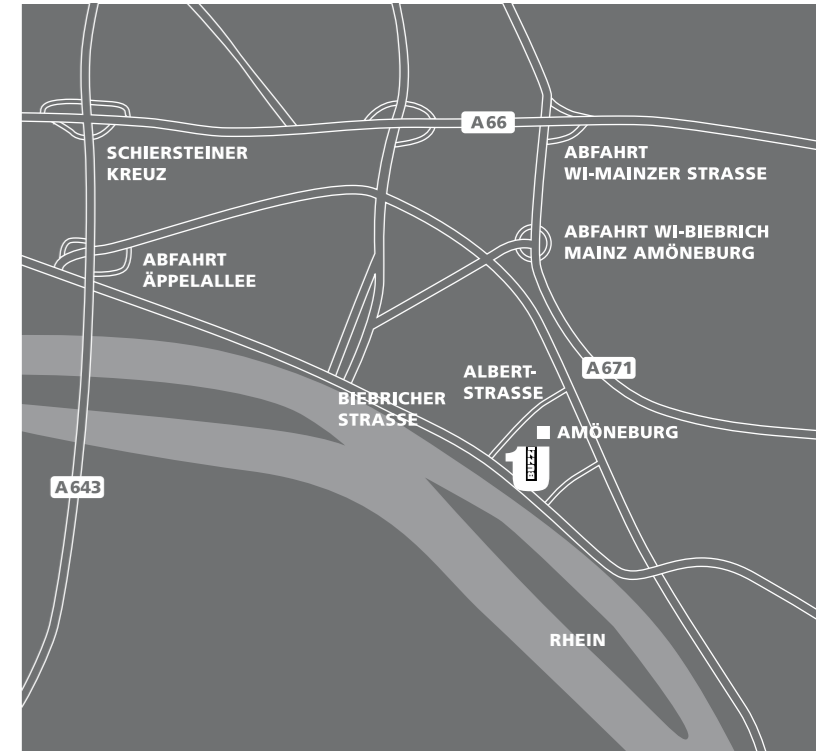 A66
SCHIERSTEINER
KREUZ
ABFAHRT
WI-MAINZER STRASSE
ABFAHRT WI-BIEBRICH
MAINZ AMÖNEBURG
ABFAHRT
ÄPPELALLEE
A671
ALBERT-
STRASSE
BIEBRICHER
STRASSE
AMÖNEBURG
BUZZI
A643
RHEIN